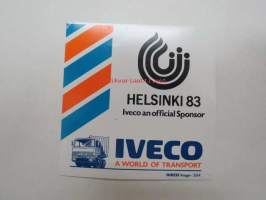 HELSINKI 83
Iveco an official Sponsor
IVECO
A WORLD OF TRANSPORT